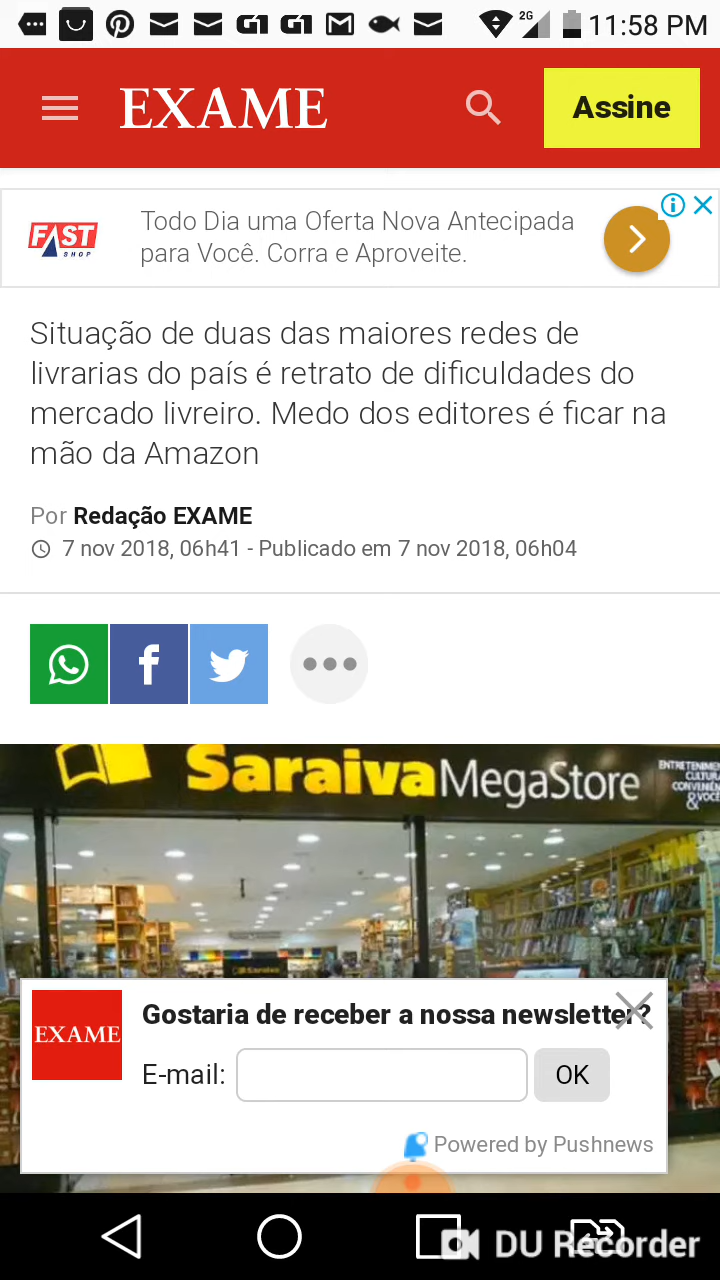 G1 G1 2G 11:58 PM
EXAME
Assine
FAST
SHOP
Todo Dia uma Oferta Nova Antecipada
para Você. Corra e Aproveite.
Situação de duas das maiores redes de
livrarias do país é retrato de dificuldades do
mercado livreiro. Medo dos editores é ficar na
mão da Amazon
Por Redação EXAME
7 nov 2018, 06h41 - Publicado em 7 nov 2018, 06h04
Saraiva MegaStore
Saraiva
EXAME
Gostaria de receber a nossa newsletter?
E-mail:
OK
Powered by Pushnews
DU Recorder